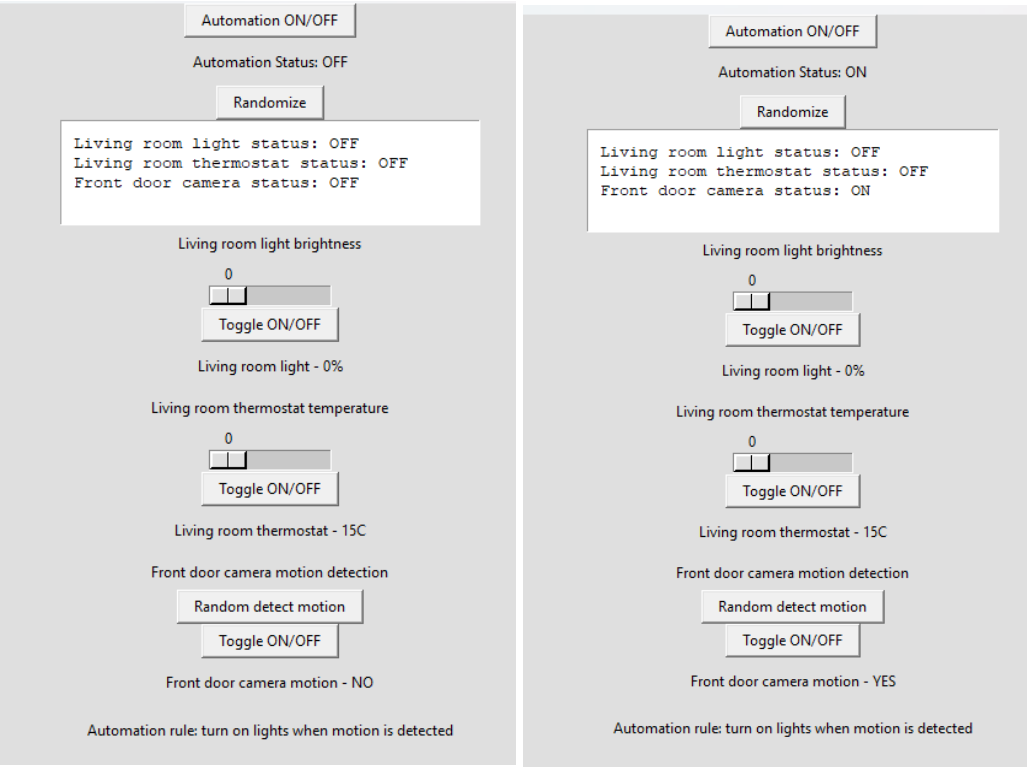 Automation ON/OFF
Automation Status: OFF
Randomize
Living room light status: OFF
Living room thermostat status: OFF
Front door camera status: OFF
Living room light brightness
0
Toggle ON/OFF
Living room light - 0%
Living room thermostat temperature
0
Toggle ON/OFF
Living room thermostat - 15C
Front door camera motion detection
Random detect motion
Toggle ON/OFF
Front door camera motion - NO
Automation rule: turn on lights when motion is detected
Automation ON/OFF
Automation Status: ON
Randomize
Living room light status: OFF
Living room thermostat status: OFF
Front door camera status: ON
Living room light brightness
0
Toggle ON/OFF
Living room light - 0%
Living room thermostat temperature
0
Toggle ON/OFF
Living room thermostat - 15C
Front door camera motion detection
Random detect motion
Toggle ON/OFF
Front door camera motion - YES
Automation rule: turn on lights when motion is detected